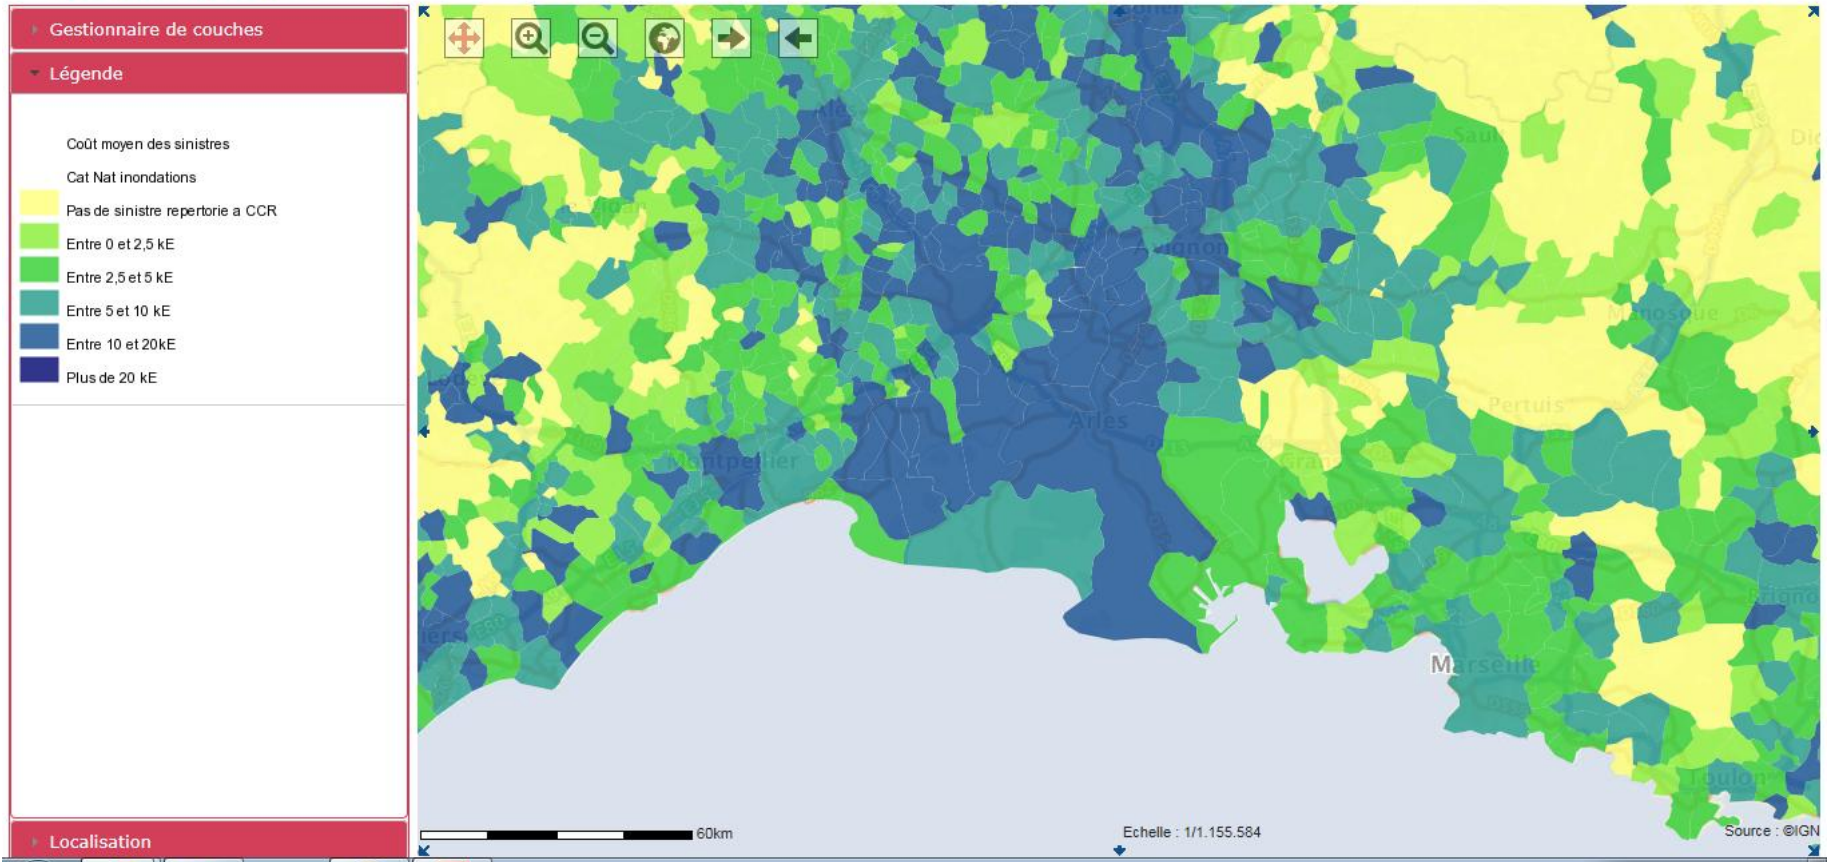 Gestionnaire de couches
Légende
Coût moyen des sinistres
Cat Nat inondations
Pas de sinistre repertorie a CCR
Entre 0 et 2,5 kE
Entre 2,5 et 5 kE
Entre 5 et 10 kE
Entre 10 et 20kE
Plus de 20 kE
Localisation
Avignon
Manosque
Pertuis
Arles
Montpellier
Marseille
Toulon
60km
Echelle : 1/1.155.584
Source : ©IGN